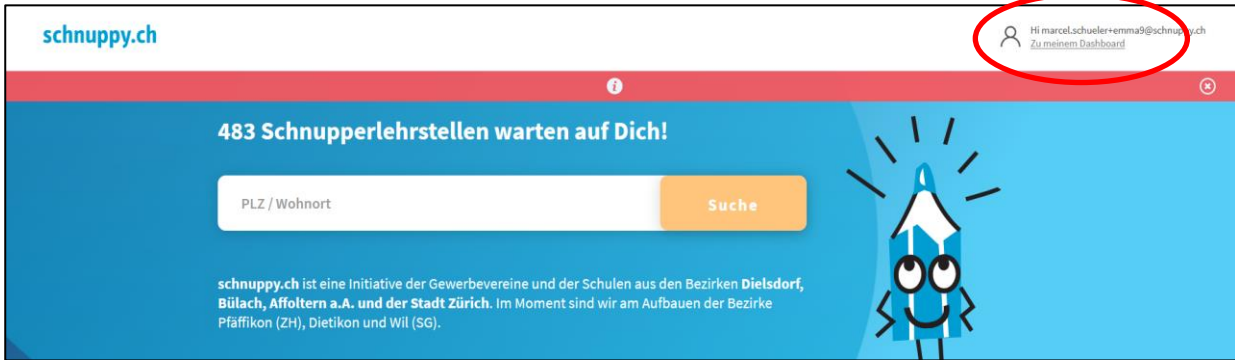 schnuppy.ch
Hi marcel.schueler+emma9@schnuppy.ch
Zu meinem Dashboard
483 Schnupperlehrstellen warten auf Dich!
PLZ / Wohnort
Suche
schnuppy.ch ist eine Initiative der Gewerbevereine und der Schulen aus den Bezirken Dielsdorf,
Bülach, Affoltern a.A. und der Stadt Zürich. Im Moment sind wir am Aufbauen der Bezirke
Pfäffikon (ZH), Dietikon und Wil (SG).